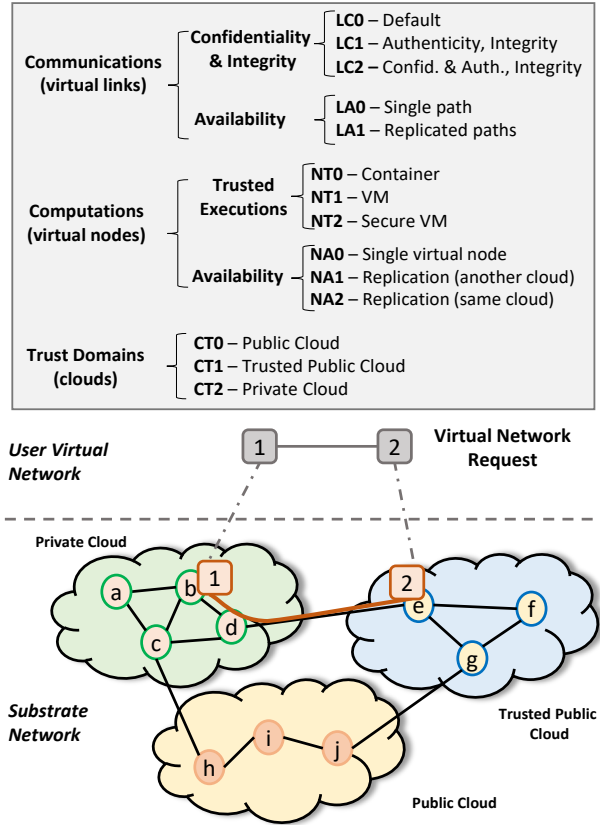 Communications
(virtual links)
Confidentiality
& Integrity
LC0 – Default
LC1 – Authenticity, Integrity
LC2 – Confid. & Auth., Integrity
Availability
LA0 – Single path
LA1 – Replicated paths
Computations
(virtual nodes)
Trusted
Executions
NT0 – Container
NT1 – VM
NT2 – Secure VM
Availability
NA0 – Single virtual node
NA1 – Replication (another cloud)
NA2 – Replication (same cloud)
Trust Domains
(clouds)
CT0 – Public Cloud
CT1 – Trusted Public Cloud
CT2 – Private Cloud
User Virtual
Network
1
2
Virtual Network
Request
Private Cloud
a
b
1
c
d
2
e
f
g
Substrate
Network
h
i
j
Trusted Public
Cloud
Public Cloud